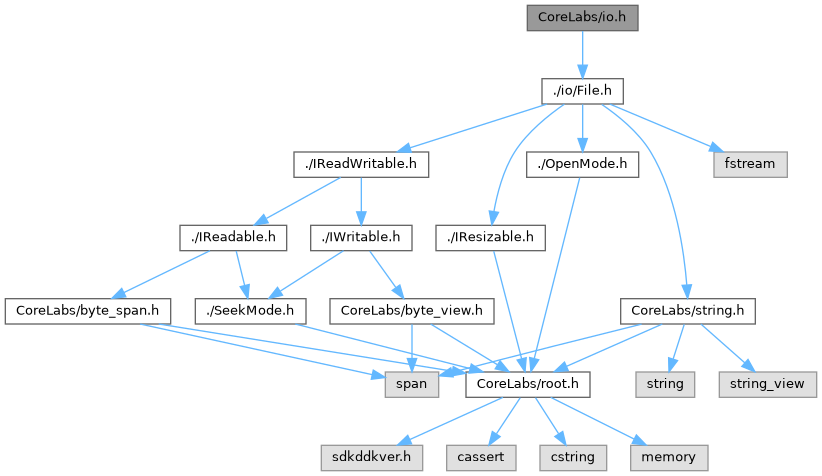 CoreLabs/io.h
./io/File.h
./IReadWritable.h
./OpenMode.h
fstream
./IReadable.h
./IWritable.h
./IResizable.h
CoreLabs/byte_span.h
./SeekMode.h
CoreLabs/byte_view.h
CoreLabs/string.h
span
CoreLabs/root.h
string
string_view
sdkddkver.h
cassert
cstring
memory